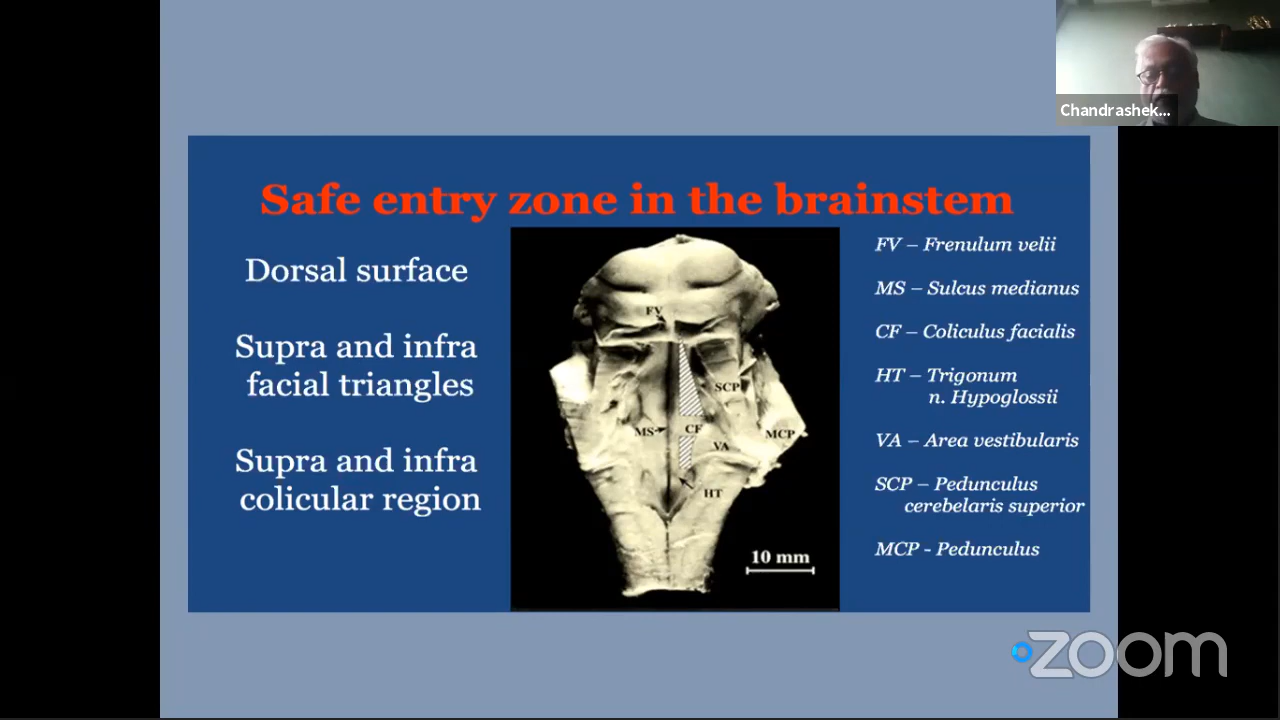 Chandrashek...
Safe entry zone in the brainstem
Dorsal surface
Supra and infra
facial triangles
Supra and infra
colicular region
FV
SCP
MS
CF
MCP
VA
HT
10 mm
FV – Frenulum velii
MS – Sulcus medianus
CF – Coliculus facialis
HT – Trigonum
n. Hypoglossii
VA – Area vestibularis
SCP – Pedunculus
cerebelaris superior
MCP - Pedunculus
zoom